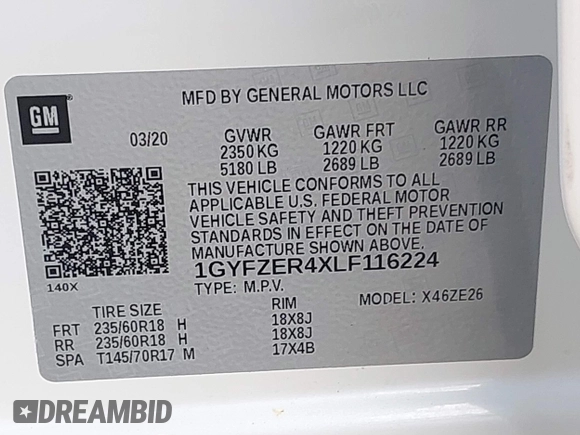 GM
MFD BY GENERAL MOTORS LLC
03/20 GVWR GAWR FRT GAWR RR
2350 KG 1220 KG 1220 KG
5180 LB 2689 LB 2689 LB
THIS VEHICLE CONFORMS TO ALL
APPLICABLE U.S. FEDERAL MOTOR
VEHICLE SAFETY AND THEFT PREVENTION
STANDARDS IN EFFECT ON THE DATE OF
MANUFACTURE SHOWN ABOVE.
1GYFZER4XLF116224
140X
TYPE: M.P.V. MODEL: X46ZE26
TIRE SIZE RIM
FRT 235/60R18 H 18X8J
RR 235/60R18 H 18X8J
SPA T145/70R17 M 17X4B
DREAMBID